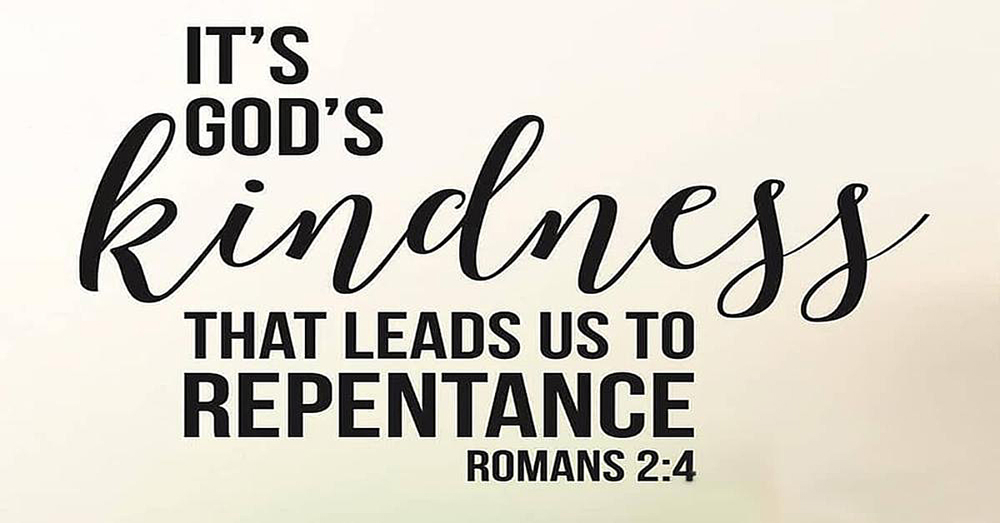 IT'S
GOD'S
kindness
THAT LEADS US TO
REPENTANCE
ROMANS 2:4